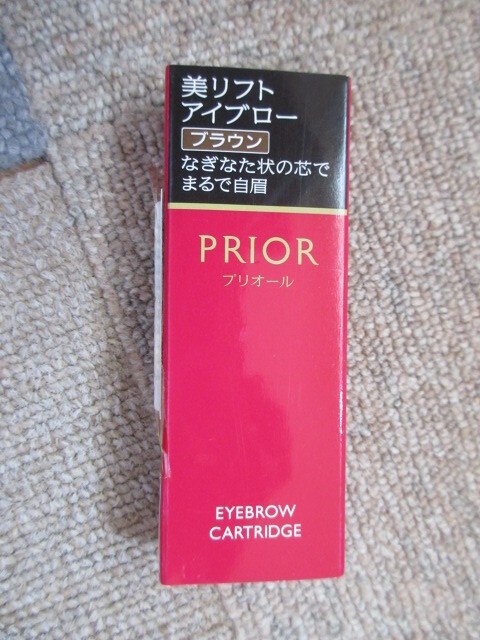 美リフト
アイブロー
ブラウン
なぎなた状の芯で
まるで自眉
PRIOR
プリオール
EYEBROW
CARTRIDGE